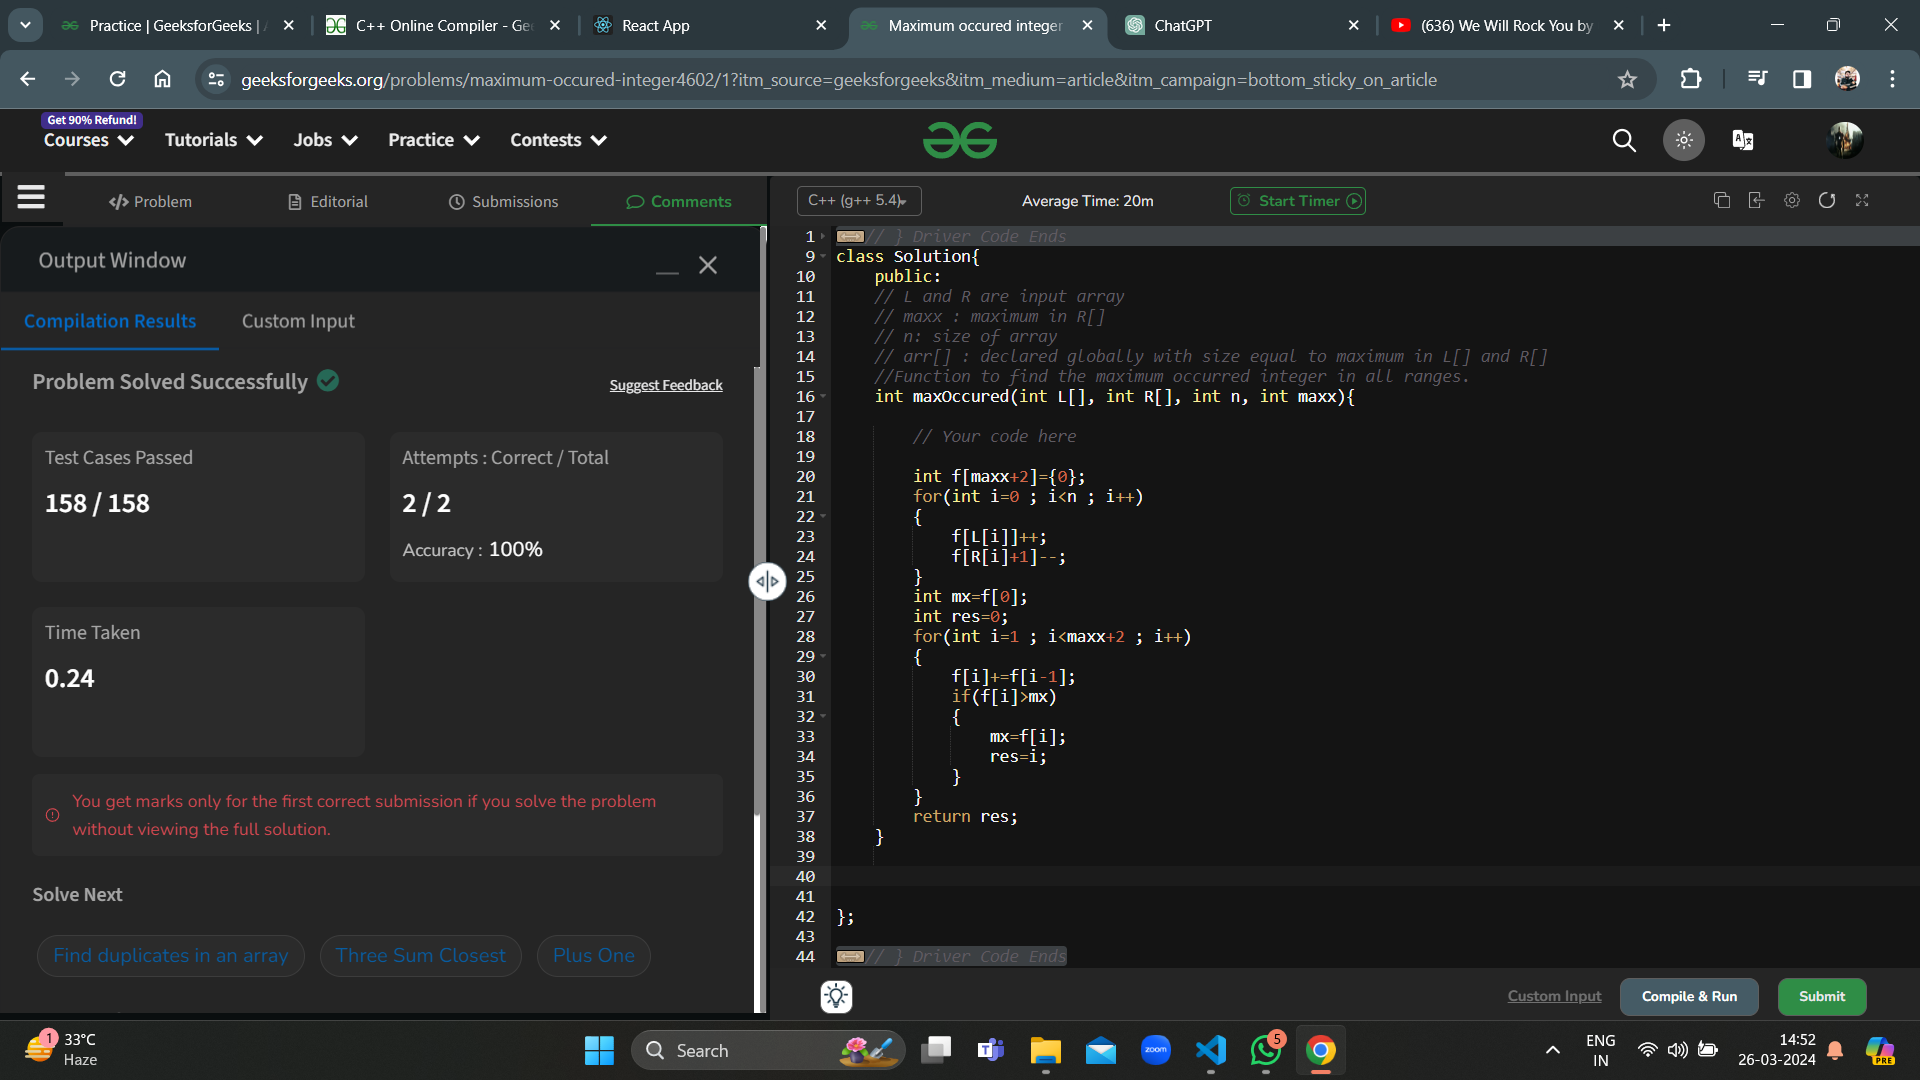 Practice | GeeksforGeeks | A
C++ Online Compiler - Ge
React App
Maximum occured integer
ChatGPT
(636) We Will Rock You by
geeksforgeeks.org/problems/maximum-occured-integer4602/1?itm_source=geeksforgeeks&itm_medium=article&itm_campaign=bottom_sticky_on_article
Get 90% Refund!
Courses
Tutorials
Jobs
Practice
Contests
Problem
Editorial
Submissions
Comments
C++ (g++ 5.4)
Average Time: 20m
Start Timer
Output Window
Compilation Results
Custom Input
Problem Solved Successfully
Suggest Feedback
Test Cases Passed
158 / 158
Attempts : Correct / Total
2 / 2
Accuracy : 100%
Time Taken
0.24
You get marks only for the first correct submission if you solve the problem
without viewing the full solution.
Solve Next
Find duplicates in an array
Three Sum Closest
Plus One
1 // } Driver Code Ends
9 class Solution{
10 public:
11 // L and R are input array
12 // maxx : maximum in R[]
13 // n: size of array
14 // arr[] : declared globally with size equal to maximum in L[] and R[]
15 //Function to find the maximum occurred integer in all ranges.
16 int maxOccured(int L[], int R[], int n, int maxx){
17
18 // Your code here
19
20 int f[maxx+2]={0};
21 for(int i=0 ; i<n ; i++)
22 {
23 f[L[i]]++;
24 f[R[i]+1]--;
25 }
26 int mx=f[0];
27 int res=0;
28 for(int i=1 ; i<maxx+2 ; i++)
29 {
30 f[i]+=f[i-1];
31 if(f[i]>mx)
32 {
33 mx=f[i];
34 res=i;
35 }
36 }
37 return res;
38 }
39
40
41
42 };
43
44 // } Driver Code Ends
Custom Input
Compile & Run
Submit
1
33°C
Haze
Search
zoom
5
ENG
IN
14:52
26-03-2024
PRE